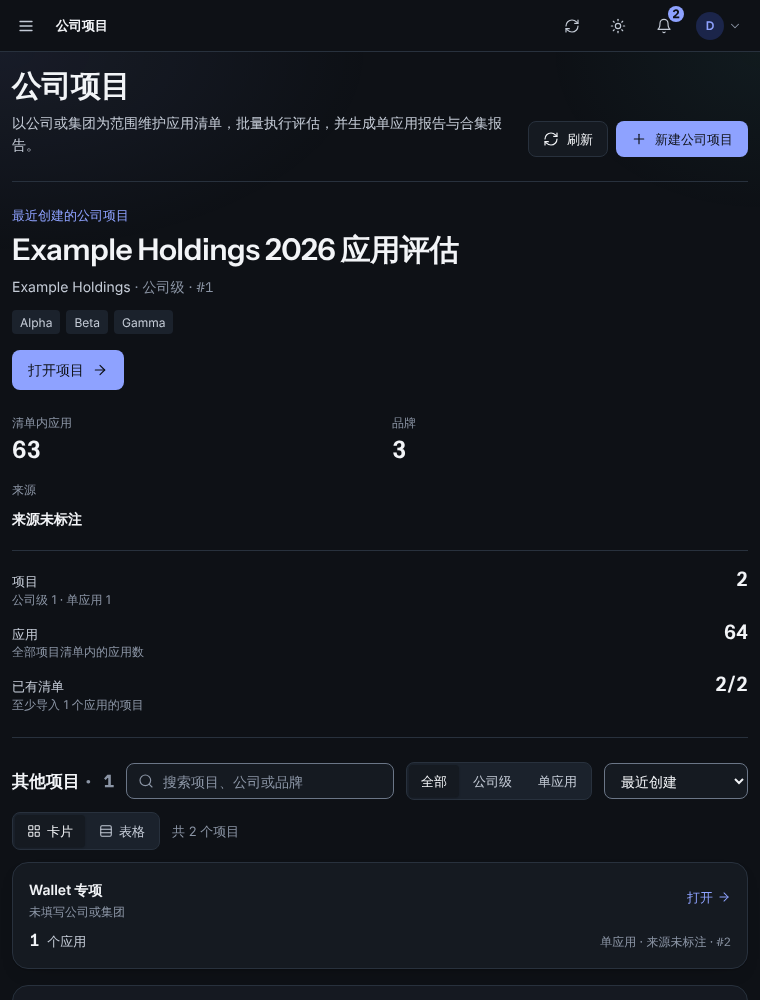 公司项目
2
D
公司项目
以公司或集团为范围维护应用清单，批量执行评估，并生成单应用报告与合集报
告。
刷新
新建公司项目
最近创建的公司项目
Example Holdings 2026 应用评估
Example Holdings · 公司级 · #1
Alpha
Beta
Gamma
打开项目
清单内应用
63
品牌
3
来源
来源未标注
项目
公司级 1 · 单应用 1
2
应用
全部项目清单内的应用数
64
已有清单
至少导入 1 个应用的项目
2/2
其他项目 · 1
搜索项目、公司或品牌
全部
公司级
单应用
最近创建
卡片
表格
共 2 个项目
Wallet 专项
未填写公司或集团
打开
1 个应用
单应用 · 来源未标注 · #2